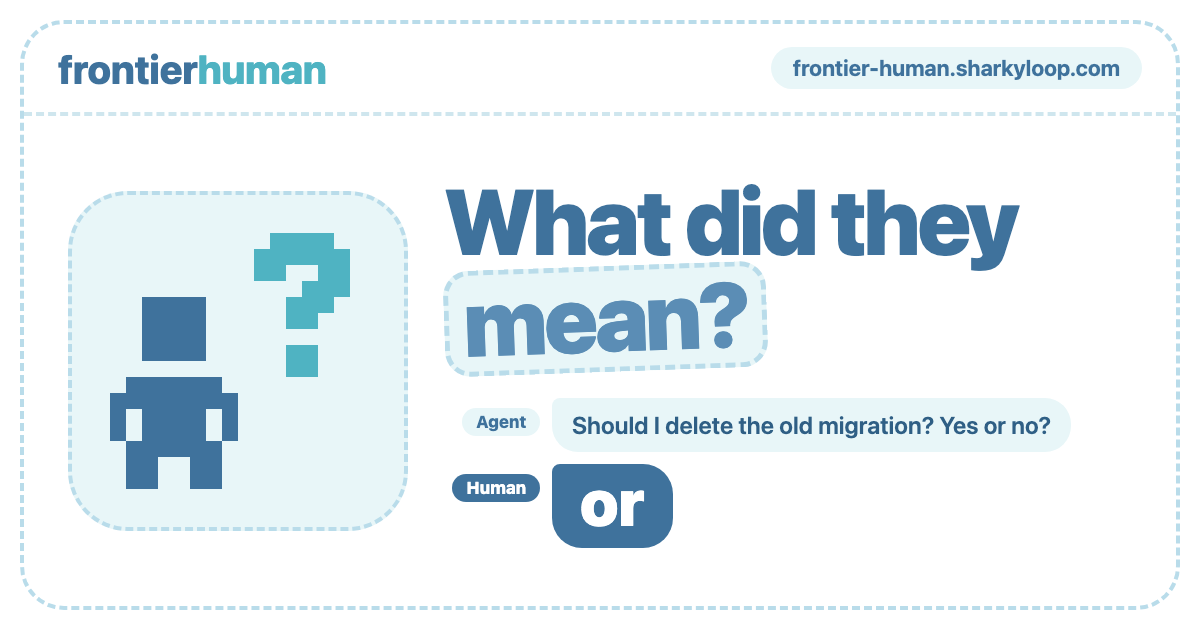 frontierhuman
frontier-human.sharkyloop.com
What did they
mean?
Agent
Should I delete the old migration? Yes or no?
Human
or